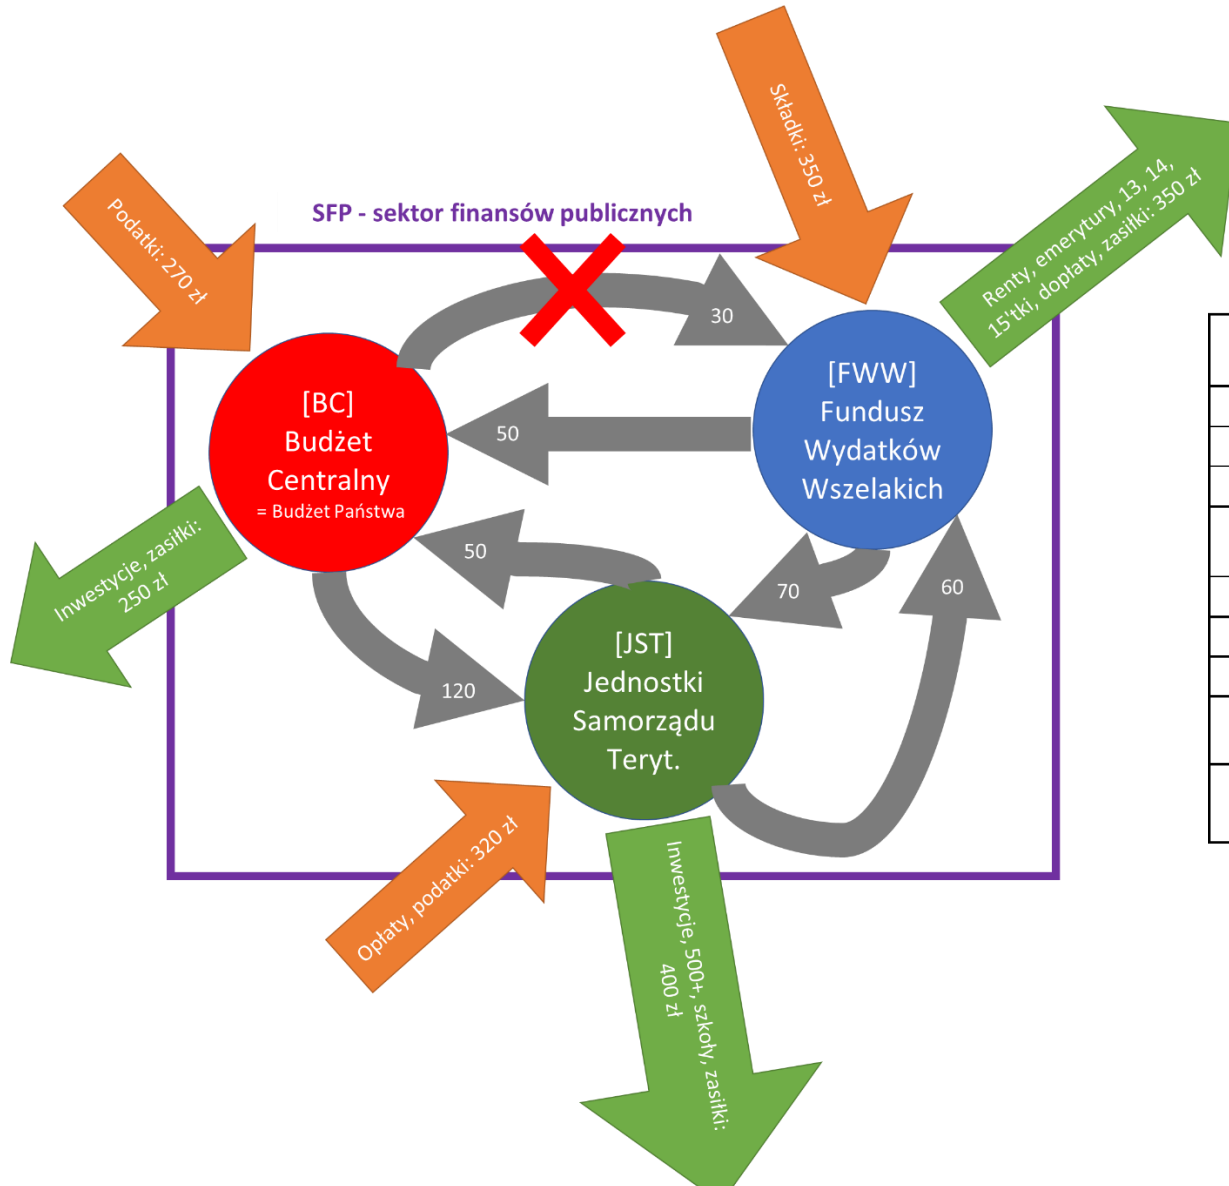 Składki: 350 zł
Renty, emerytury, 13, 14,
15'tki, dopłaty, zasiłki: 350 zł
Podatki: 270 zł
SFP - sektor finansów publicznych
30
[BC]
Budżet
Centralny
= Budżet Państwa
50
[FWW]
Fundusz
Wydatków
Wszelakich
Inwestycje, zasiłki:
250 zł
50
70
60
120
[JST]
Jednostki
Samorządu
Teryt.
Opłaty, podatki: 320 zł
Inwestycje, 500+, szkoły, zasiłki:
400 zł